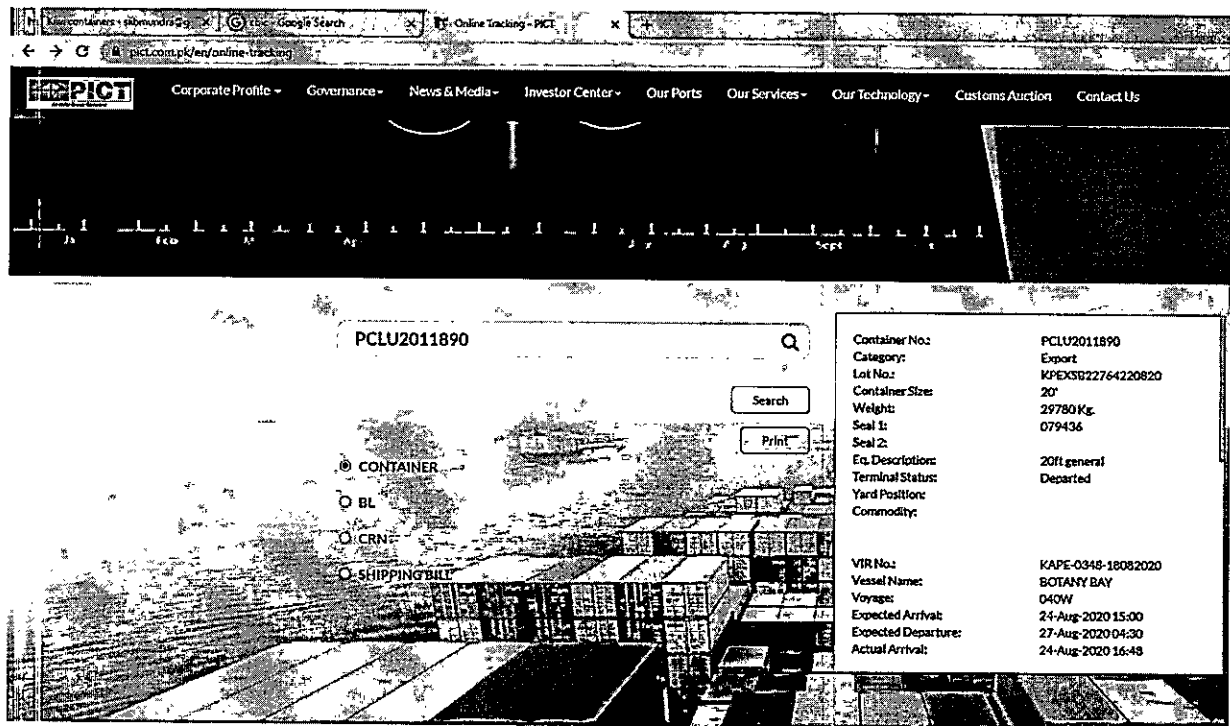 containers
Google Search
Online Tracking - PICT
pict.com.pk/en/online-tracking
PICT
Corporate Profile
Governance
News & Media
Investor Center
Our Ports
Our Services
Our Technology
Customs Auction
Contact Us
Sept
PCLU2011890
Search
Print
CONTAINER
BL
CRN
SHIPPING BILL
Container No.: PCLU2011890
Category: Export
Lot No.: KPEXSB22764220820
Container Size: 20'
Weight: 29780 Kg.
Seal 1: 079436
Seal 2:
Eq. Description: 20ft general
Terminal Status: Departed
Yard Position:
Commodity:
VIR No.: KAPE-0348-18082020
Vessel Name: BOTANY BAY
Voyage: 040W
Expected Arrival: 24-Aug-2020 15:00
Expected Departure: 27-Aug-2020 04:30
Actual Arrival: 24-Aug-2020 16:48